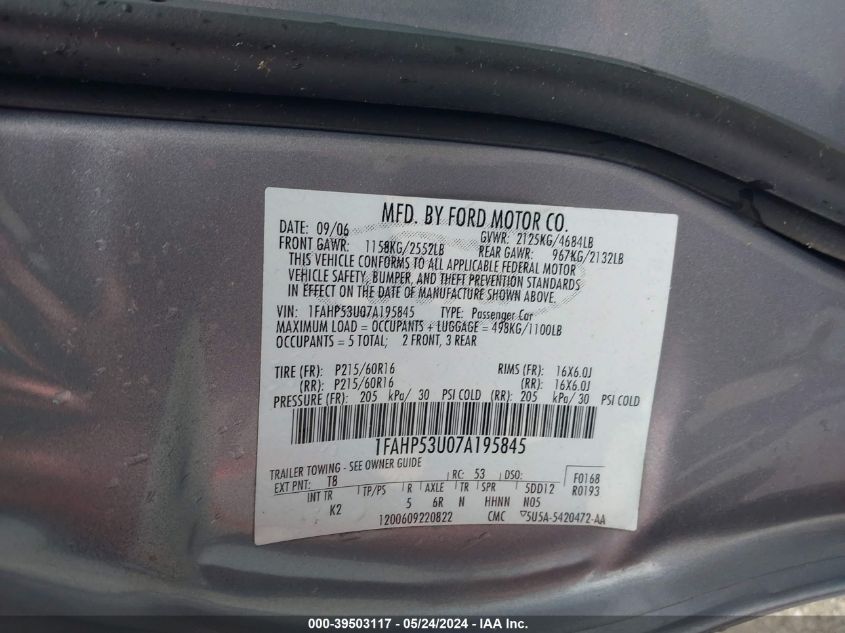 MFD. BY FORD MOTOR CO.
DATE: 09/06 GVWR: 2125KG/4684LB
FRONT GAWR: 1158KG/2552LB REAR GAWR: 967KG/2132LB
THIS VEHICLE CONFORMS TO ALL APPLICABLE FEDERAL MOTOR
VEHICLE SAFETY, BUMPER, AND THEFT PREVENTION STANDARDS
IN EFFECT ON THE DATE OF MANUFACTURE SHOWN ABOVE.
VIN: 1FAHP53U07A195845 TYPE: Passenger Car
MAXIMUM LOAD = OCCUPANTS + LUGGAGE = 498KG/1100LB
OCCUPANTS = 5 TOTAL; 2 FRONT, 3 REAR
TIRE (FR): P215/60R16 RIMS (FR): 16X6.0J
(RR): P215/60R16 (RR): 16X6.0J
PRESSURE (FR): 205 kPa/ 30 PSI COLD (RR): 205 kPa/ 30 PSI COLD
1FAHP53U07A195845
TRAILER TOWING - SEE OWNER GUIDE
EXT PNT: T8 RC: 53 DSO: F0168
INT TR TP/PS R AXLE TR SPR 5DD12 R0193
K2 5 6R N HHNN N05
1200609220822 CMC ▽5U5A-5420472-AA
000-39503117 • 05/24/2024 • IAA Inc.